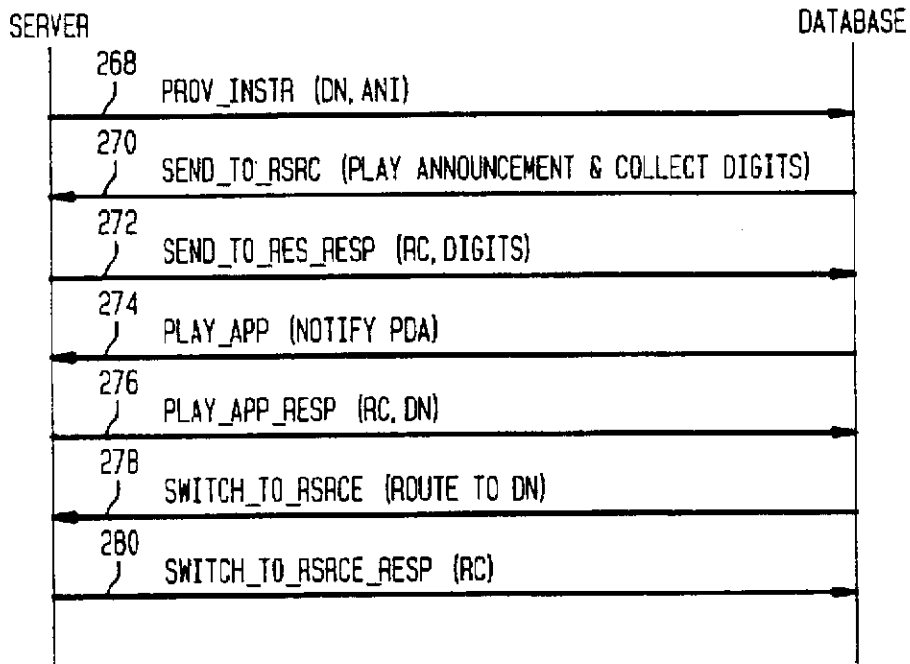 SERVER
DATABASE
268
PROV_INSTR (DN, ANI)
270
SEND_TO_RSRC (PLAY ANNOUNCEMENT & COLLECT DIGITS)
272
SEND_TO_RES_RESP (RC, DIGITS)
274
PLAY_APP (NOTIFY PDA)
276
PLAY_APP_RESP (RC, DN)
278
SWITCH_TO_RSRCE (ROUTE TO DN)
280
SWITCH_TO_RSRCE_RESP (RC)